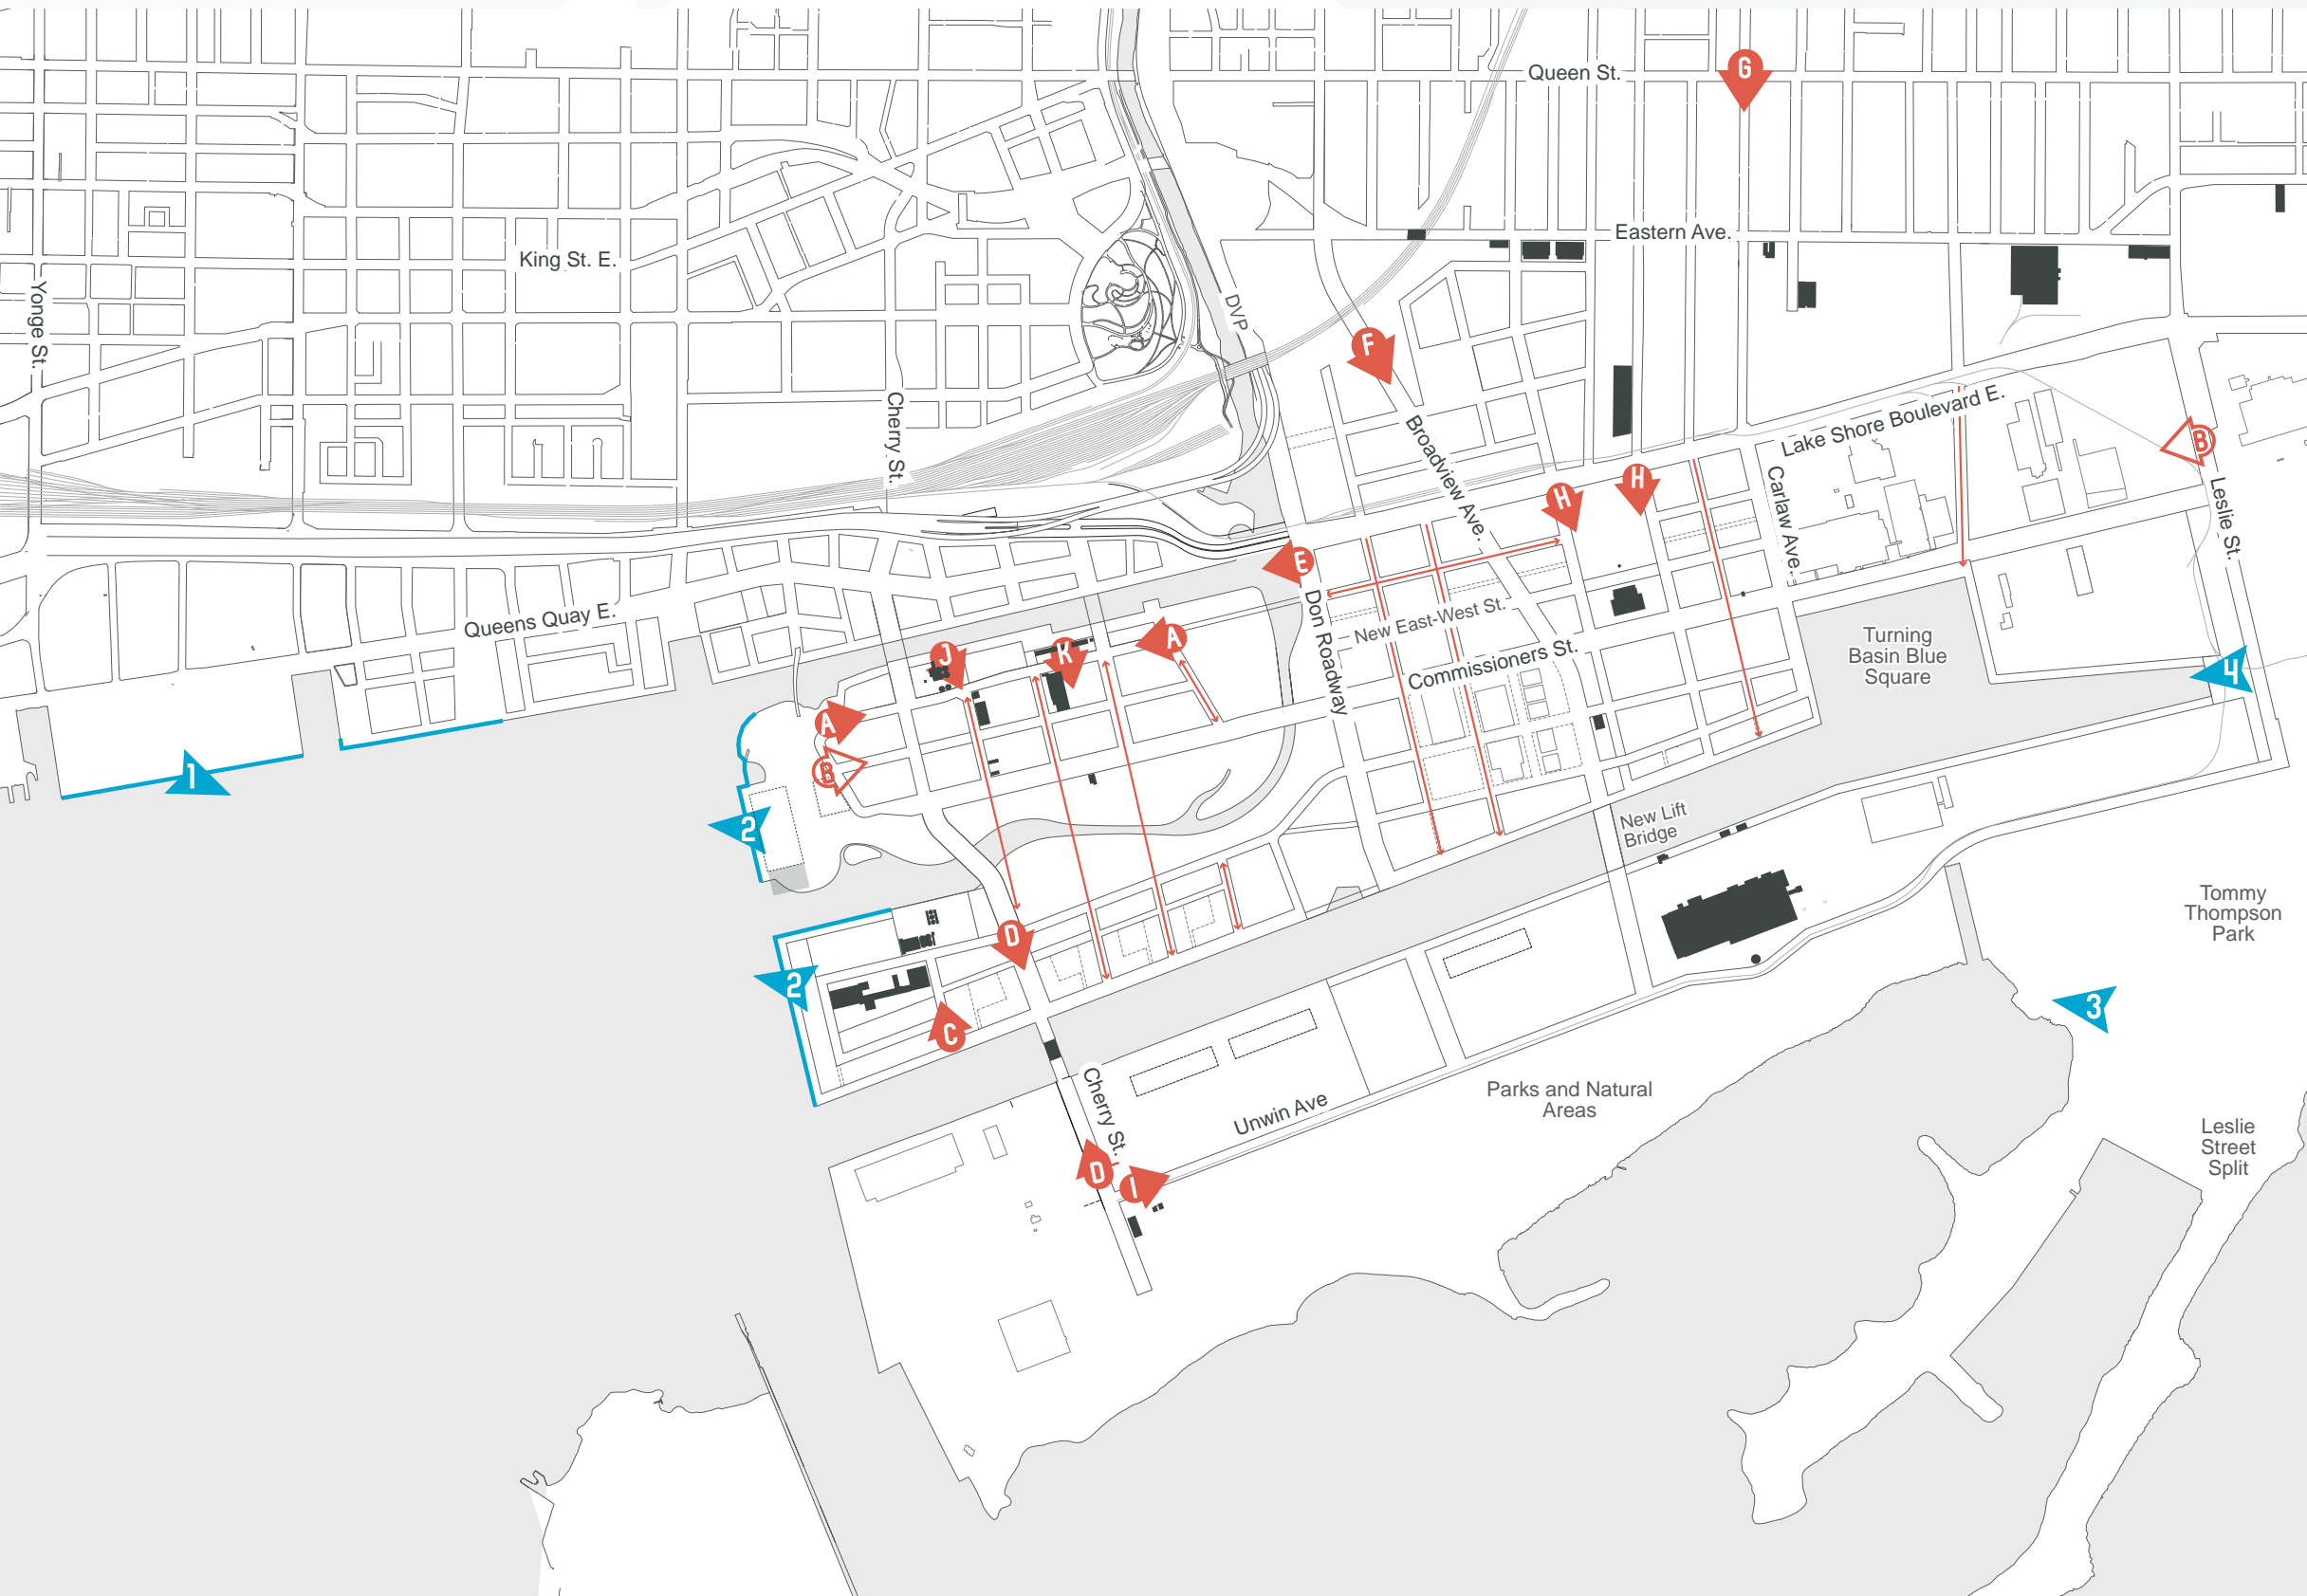 Queen St.
G
Eastern Ave.
King St. E.
Yonge St.
DVP
F
Cherry St.
Lake Shore Boulevard E.
Broadview Ave.
B
Carlaw Ave.
Leslie St.
H
H
E
Don Roadway
New East-West St.
Queens Quay E.
Commissioners St.
Turning
Basin Blue
Square
J
K
A
4
A
B
1
2
New Lift
Bridge
Tommy
Thompson
Park
D
2
C
3
Cherry St.
Unwin Ave
Parks and Natural
Areas
D
I
Leslie
Street
Split